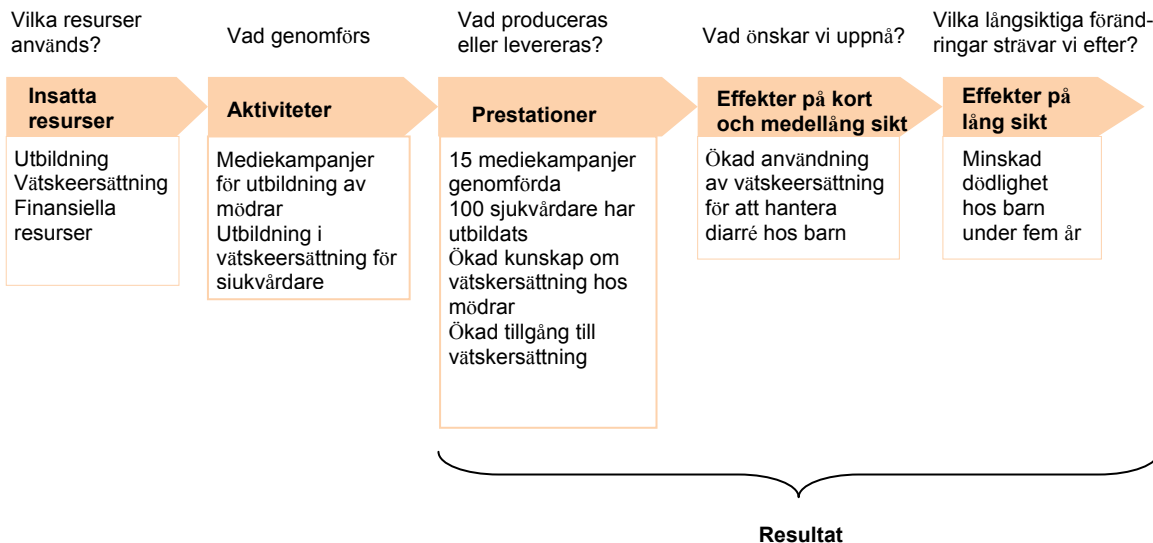 Vilka resurser
används?
Vad genomförs
Vad produceras
eller levereras?
Vad önskar vi uppnå?
Vilka långsiktiga föränd-
ringar strävar vi efter?
Insatta
resurser
Aktiviteter
Prestationer
Effekter på kort
och medellång sikt
Effekter på
lång sikt
Utbildning
Vätskeersättning
Finansiella
resurser
Mediekampanjer
för utbildning av
mödrar
Utbildning i
vätskeersättning för
siukvårdare
15 mediekampanjer
genomförda
100 sjukvårdare har
utbildats
Ökad kunskap om
vätskersättning hos
mödrar
Ökad tillgång till
vätskersättning
Ökad användning
av vätskeersättning
för att hantera
diarré hos barn
Minskad
dödlighet
hos barn
under fem år
Resultat